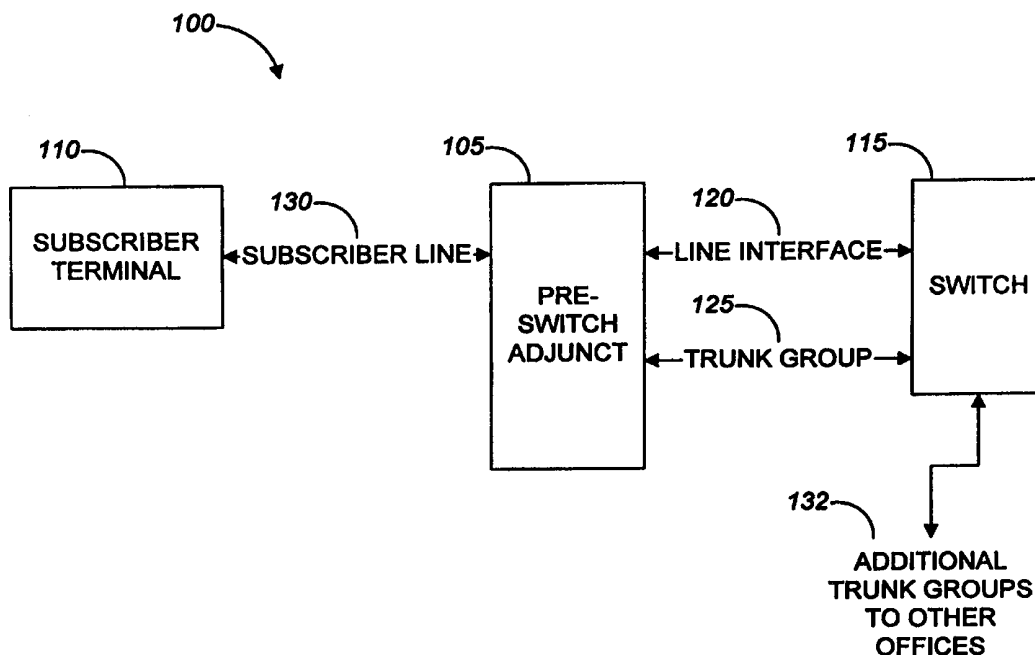 100
110
105
115
130
120
SUBSCRIBER
TERMINAL
SUBSCRIBER LINE
LINE INTERFACE
PRE-
SWITCH
ADJUNCT
SWITCH
125
TRUNK GROUP
132
ADDITIONAL
TRUNK GROUPS
TO OTHER
OFFICES